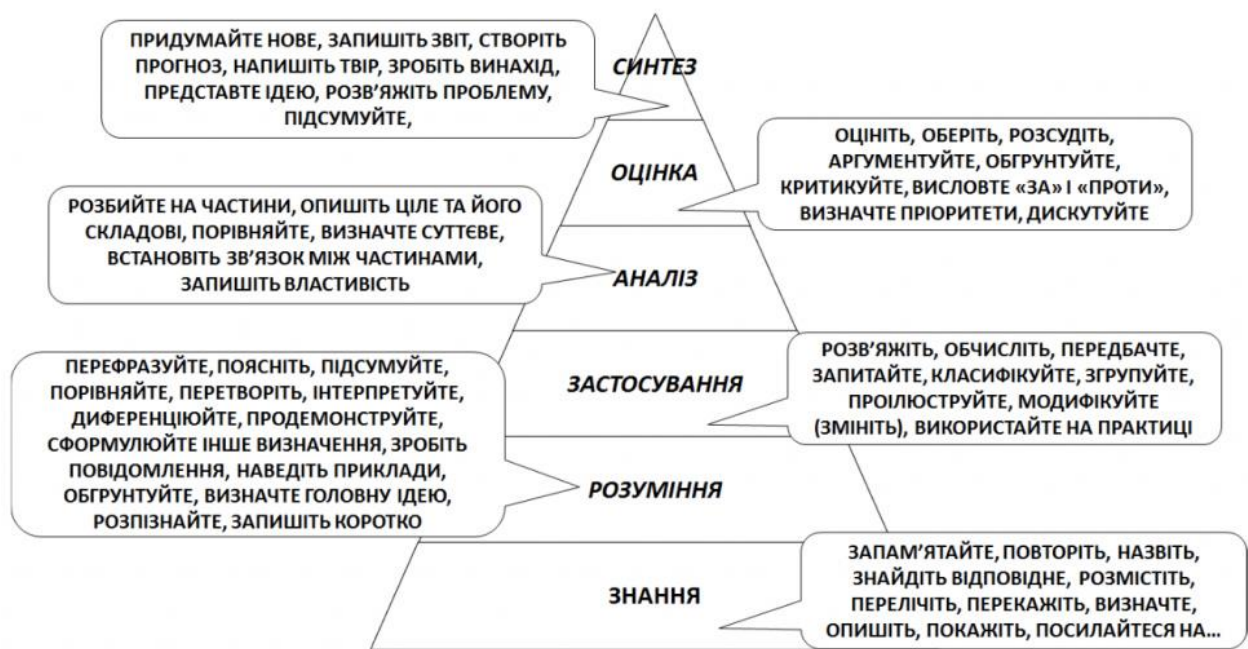 ПРИДУМАЙТЕ НОВЕ, ЗАПИШІТЬ ЗВІТ, СТВОРІТЬ
ПРОГНОЗ, НАПИШІТЬ ТВІР, ЗРОБІТЬ ВИНАХІД,
ПРЕДСТАВТЕ ІДЕЮ, РОЗВ'ЯЖІТЬ ПРОБЛЕМУ,
ПІДСУМУЙТЕ,
СИНТЕЗ
ОЦІНІТЬ, ОБЕРІТЬ, РОЗСУДІТЬ,
АРГУМЕНТУЙТЕ, ОБГРУНТУЙТЕ,
КРИТИКУЙТЕ, ВИСЛОВТЕ «ЗА» І «ПРОТИ»,
ВИЗНАЧТЕ ПРІОРИТЕТИ, ДИСКУТУЙТЕ
ОЦІНКА
РОЗБИЙТЕ НА ЧАСТИНИ, ОПИШІТЬ ЦІЛЕ ТА ЙОГО
СКЛАДОВІ, ПОРІВНЯЙТЕ, ВИЗНАЧТЕ СУТТЄВЕ,
ВСТАНОВІТЬ ЗВ'ЯЗОК МІЖ ЧАСТИНАМИ,
ЗАПИШІТЬ ВЛАСТИВІСТЬ
АНАЛІЗ
РОЗВ'ЯЖІТЬ, ОБЧИСЛІТЬ, ПЕРЕДБАЧТЕ,
ЗАПИТАЙТЕ, КЛАСИФІКУЙТЕ, ЗГРУПУЙТЕ,
ПРОІЛЮСТРУЙТЕ, МОДИФІКУЙТЕ
(ЗМІНІТЬ), ВИКОРИСТАЙТЕ НА ПРАКТИЦІ
ЗАСТОСУВАННЯ
ПЕРЕФРАЗУЙТЕ, ПОЯСНІТЬ, ПІДСУМУЙТЕ,
ПОРІВНЯЙТЕ, ПЕРЕТВОРІТЬ, ІНТЕРПРЕТУЙТЕ,
ДИФЕРЕНЦІЮЙТЕ, ПРОДЕМОНСТРУЙТЕ,
СФОРМУЛЮЙТЕ ІНШЕ ВИЗНАЧЕННЯ, ЗРОБІТЬ
ПОВІДОМЛЕННЯ, НАВЕДІТЬ ПРИКЛАДИ,
ОБГРУНТУЙТЕ, ВИЗНАЧТЕ ГОЛОВНУ ІДЕЮ,
РОЗПІЗНАЙТЕ, ЗАПИШІТЬ КОРОТКО
РОЗУМІННЯ
ЗАПАМ'ЯТАЙТЕ, ПОВТОРІТЬ, НАЗВІТЬ,
ЗНАЙДІТЬ ВІДПОВІДНЕ, РОЗМІСТІТЬ,
ПЕРЕЛІЧІТЬ, ПЕРЕКАЖІТЬ, ВИЗНАЧТЕ,
ОПИШІТЬ, ПОКАЖІТЬ, ПОСИЛАЙТЕСЯ НА...
ЗНАННЯ